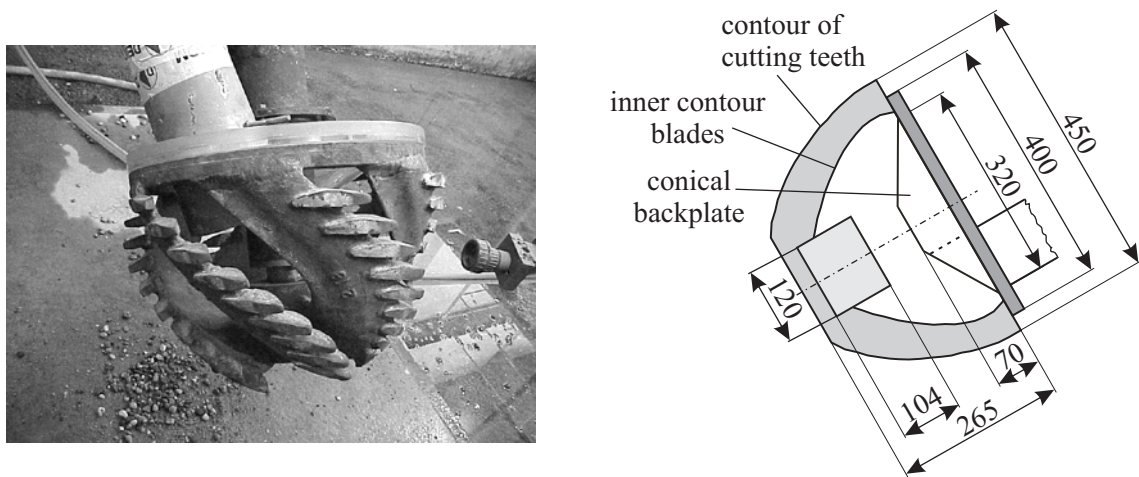 contour of
cutting teeth
inner contour
blades
conical
backplate
450
400
320
120
70
104
265